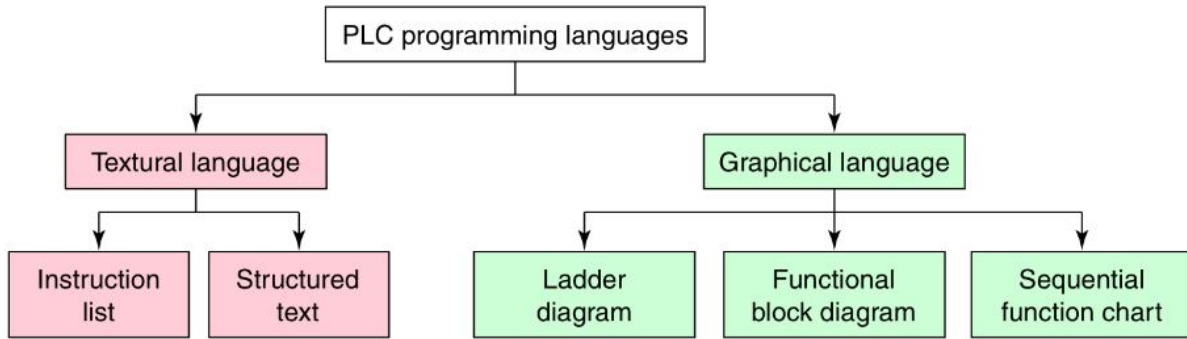 PLC programming languages
Textural language
Graphical language
Instruction
list
Structured
text
Ladder
diagram
Functional
block diagram
Sequential
function chart